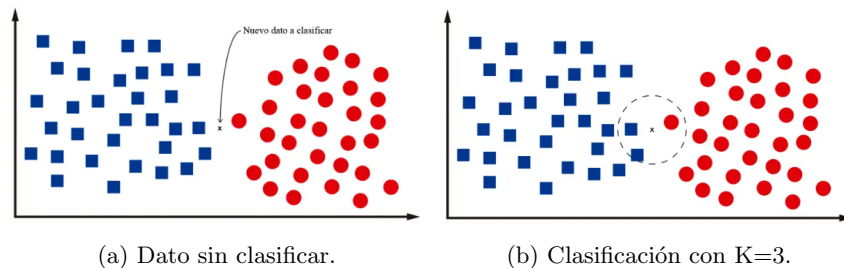 Nuevo dato a clasificar
x
x
(a) Dato sin clasificar.
(b) Clasificación con K=3.